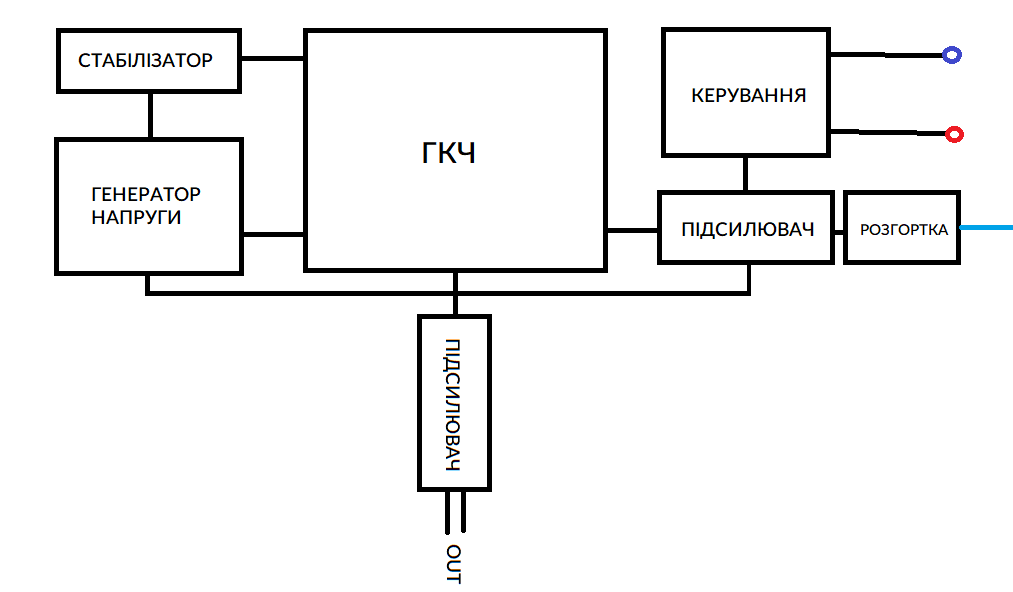 СТАБІЛІЗАТОР
ГКЧ
КЕРУВАННЯ
ГЕНЕРАТОР
НАПРУГИ
ПІДСИЛЮВАЧ
РОЗГОРТКА
ПІДСИЛЮВАЧ
OUT